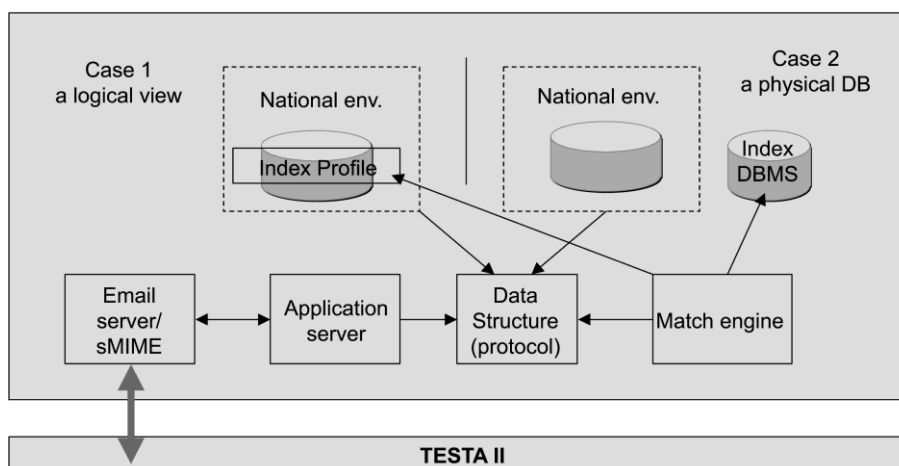 Case 1
a logical view
National env.
Index Profile
National env.
Case 2
a physical DB
Index
DBMS
Email
server/
sMIME
Application
server
Data
Structure
(protocol)
Match engine
TESTA II